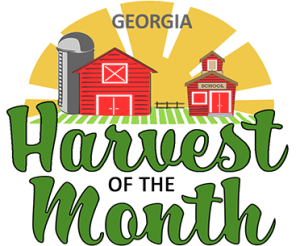 GEORGIA
SCHOOL
Harvest
OF THE
Month